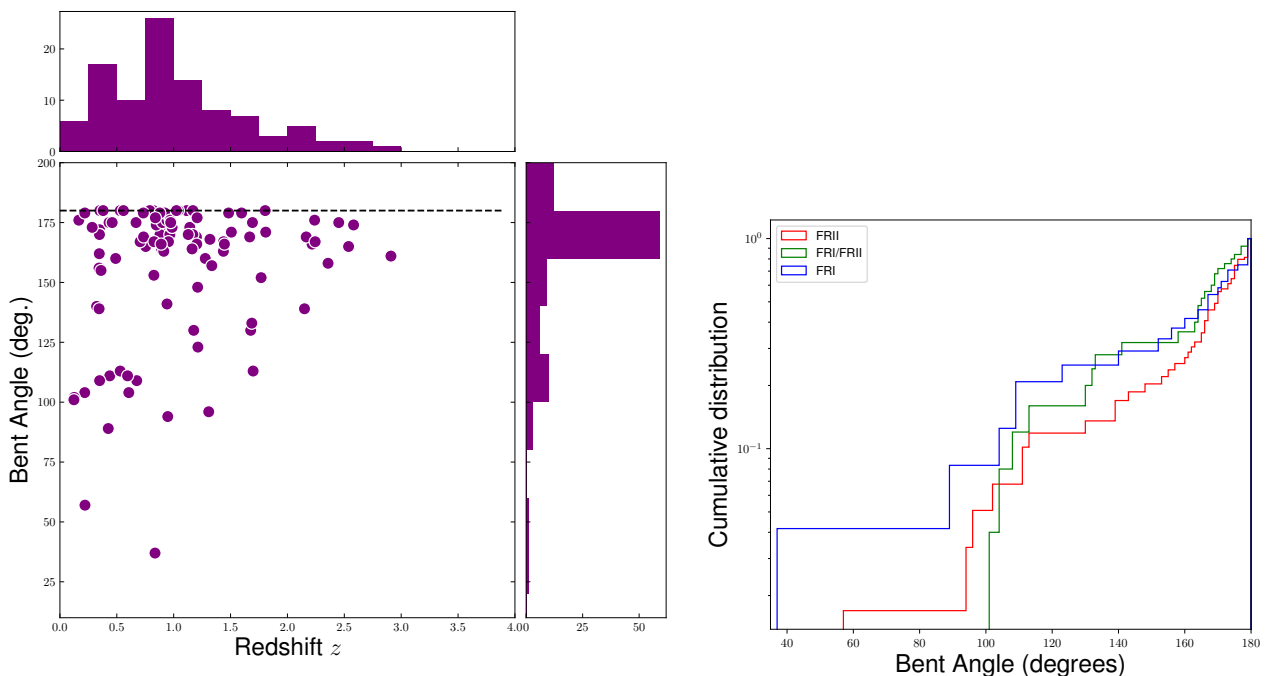 20
10
0
200
175
150
125
100
75
50
25
0.0 0.5 1.0 1.5 2.0 2.5 3.0 3.5 4.0
0 25 50
Bent Angle (deg.)
Redshift z
FRII
FRI/FRII
FRI
10⁰
10⁻¹
Cumulative distribution
40 60 80 100 120 140 160 180
Bent Angle (degrees)